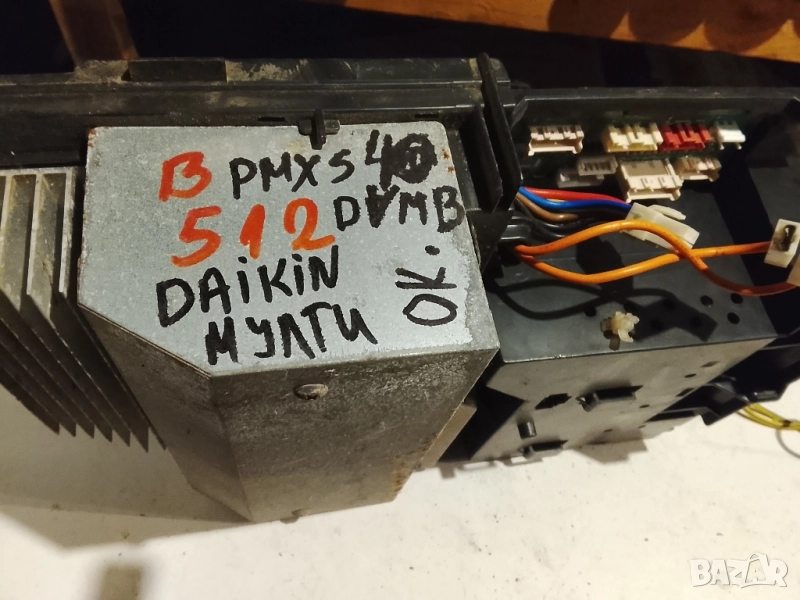 B PMXS40
512 DVMB
DAiKiN
МУЛТИ
OK.
BAZAR